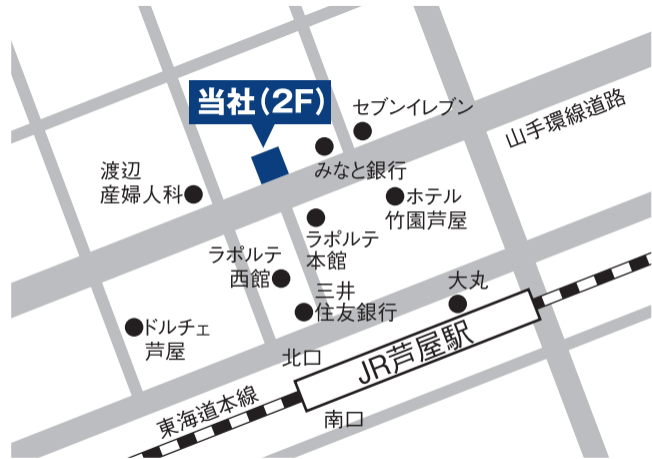 当社(2F)
セブンイレブン
山手環線道路
みなと銀行
渡辺
産婦人科
ホテル
竹園芦屋
ラポルテ
本館
ラポルテ
西館
三井
住友銀行
大丸
ドルチェ
芦屋
北口
JR芦屋駅
東海道本線
南口